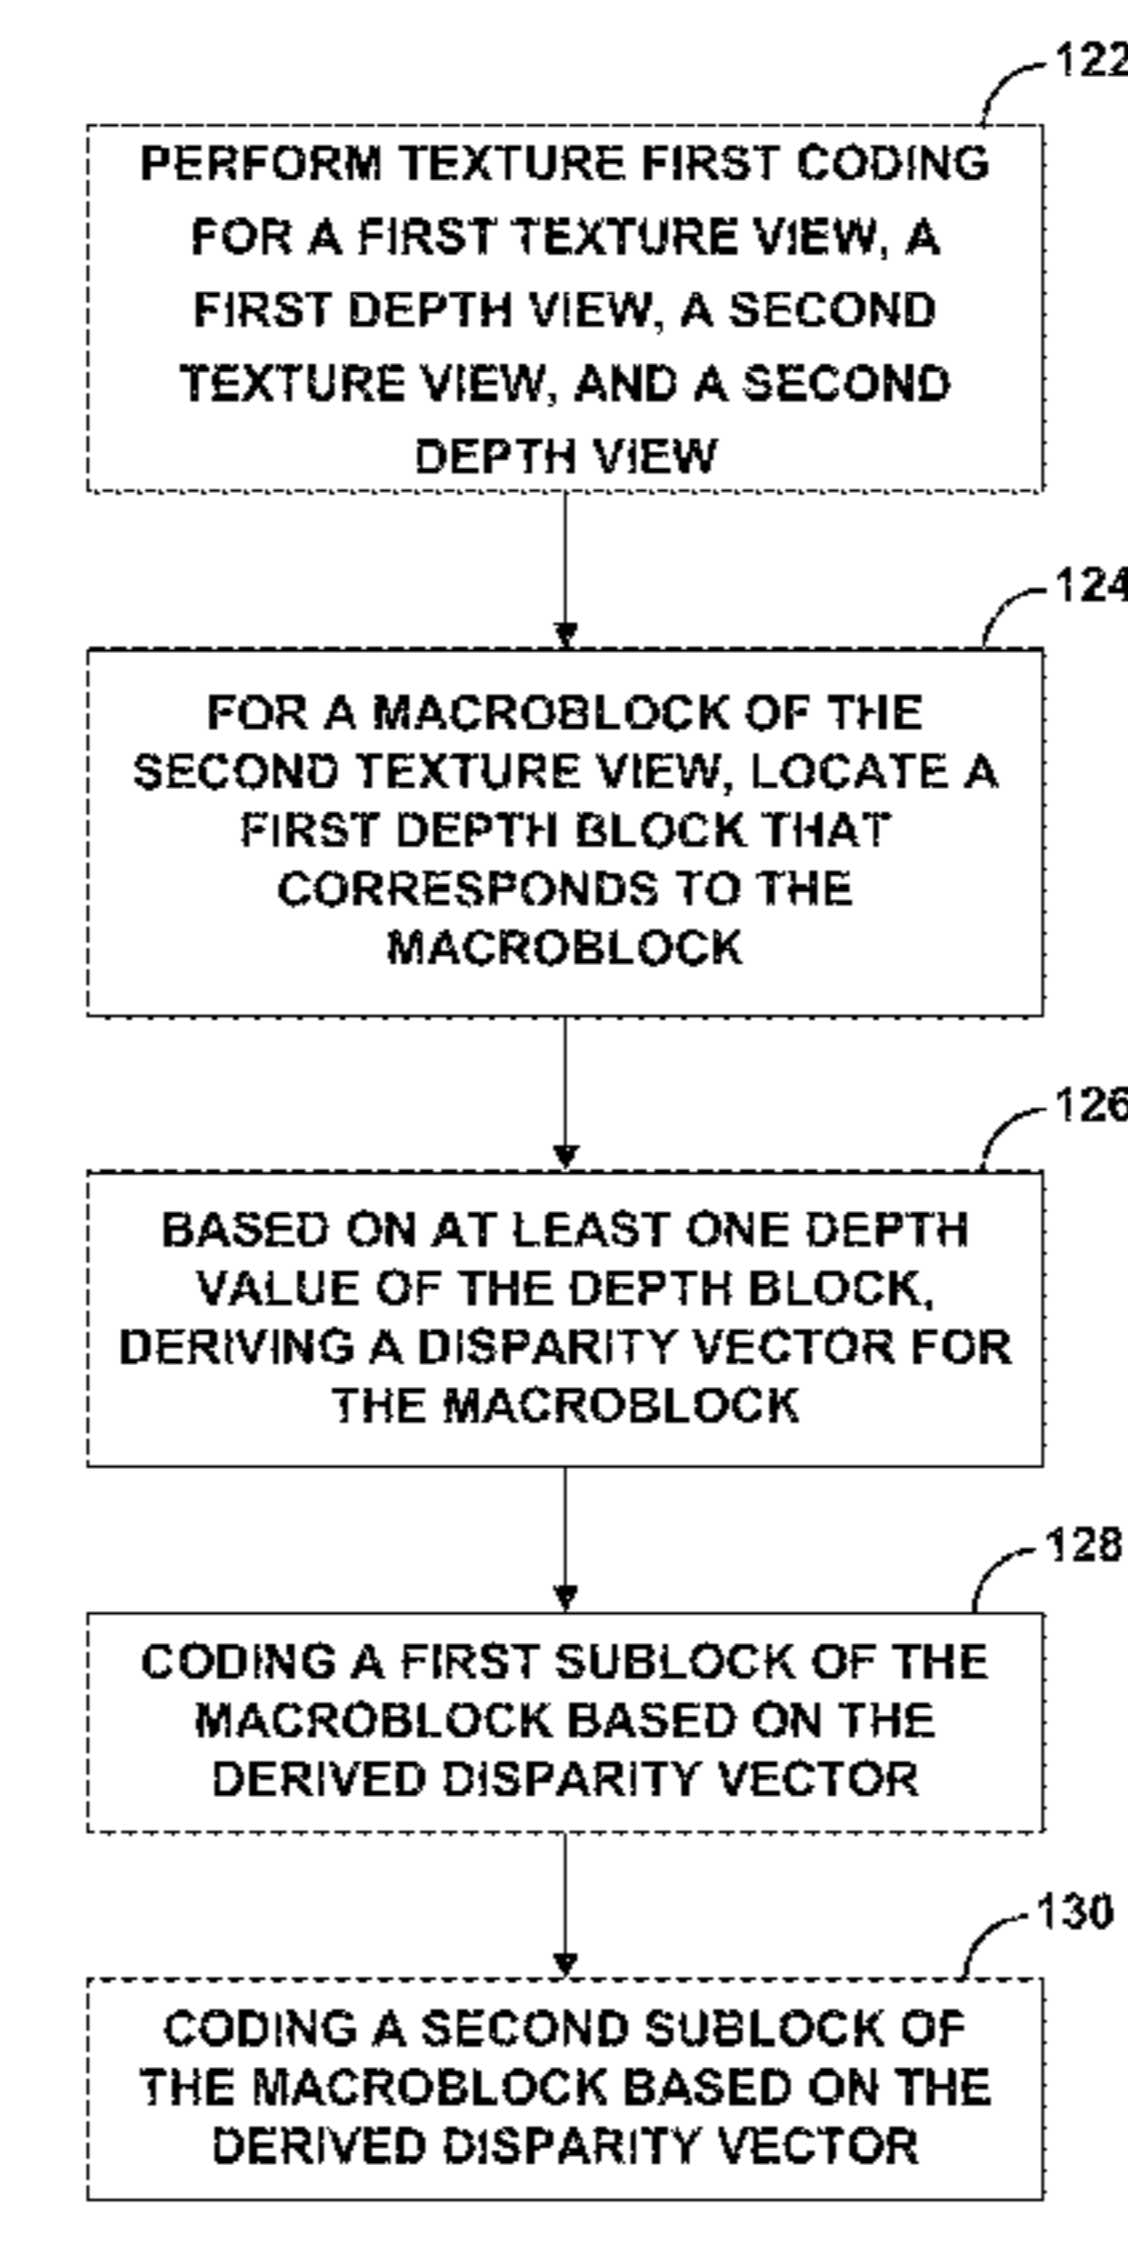 122
PERFORM TEXTURE FIRST CODING
FOR A FIRST TEXTURE VIEW, A
FIRST DEPTH VIEW, A SECOND
TEXTURE VIEW, AND A SECOND
DEPTH VIEW
124
FOR A MACROBLOCK OF THE
SECOND TEXTURE VIEW, LOCATE A
FIRST DEPTH BLOCK THAT
CORRESPONDS TO THE
MACROBLOCK
126
BASED ON AT LEAST ONE DEPTH
VALUE OF THE DEPTH BLOCK,
DERIVING A DISPARITY VECTOR FOR
THE MACROBLOCK
128
CODING A FIRST SUBLOCK OF THE
MACROBLOCK BASED ON THE
DERIVED DISPARITY VECTOR
130
CODING A SECOND SUBLOCK OF
THE MACROBLOCK BASED ON THE
DERIVED DISPARITY VECTOR